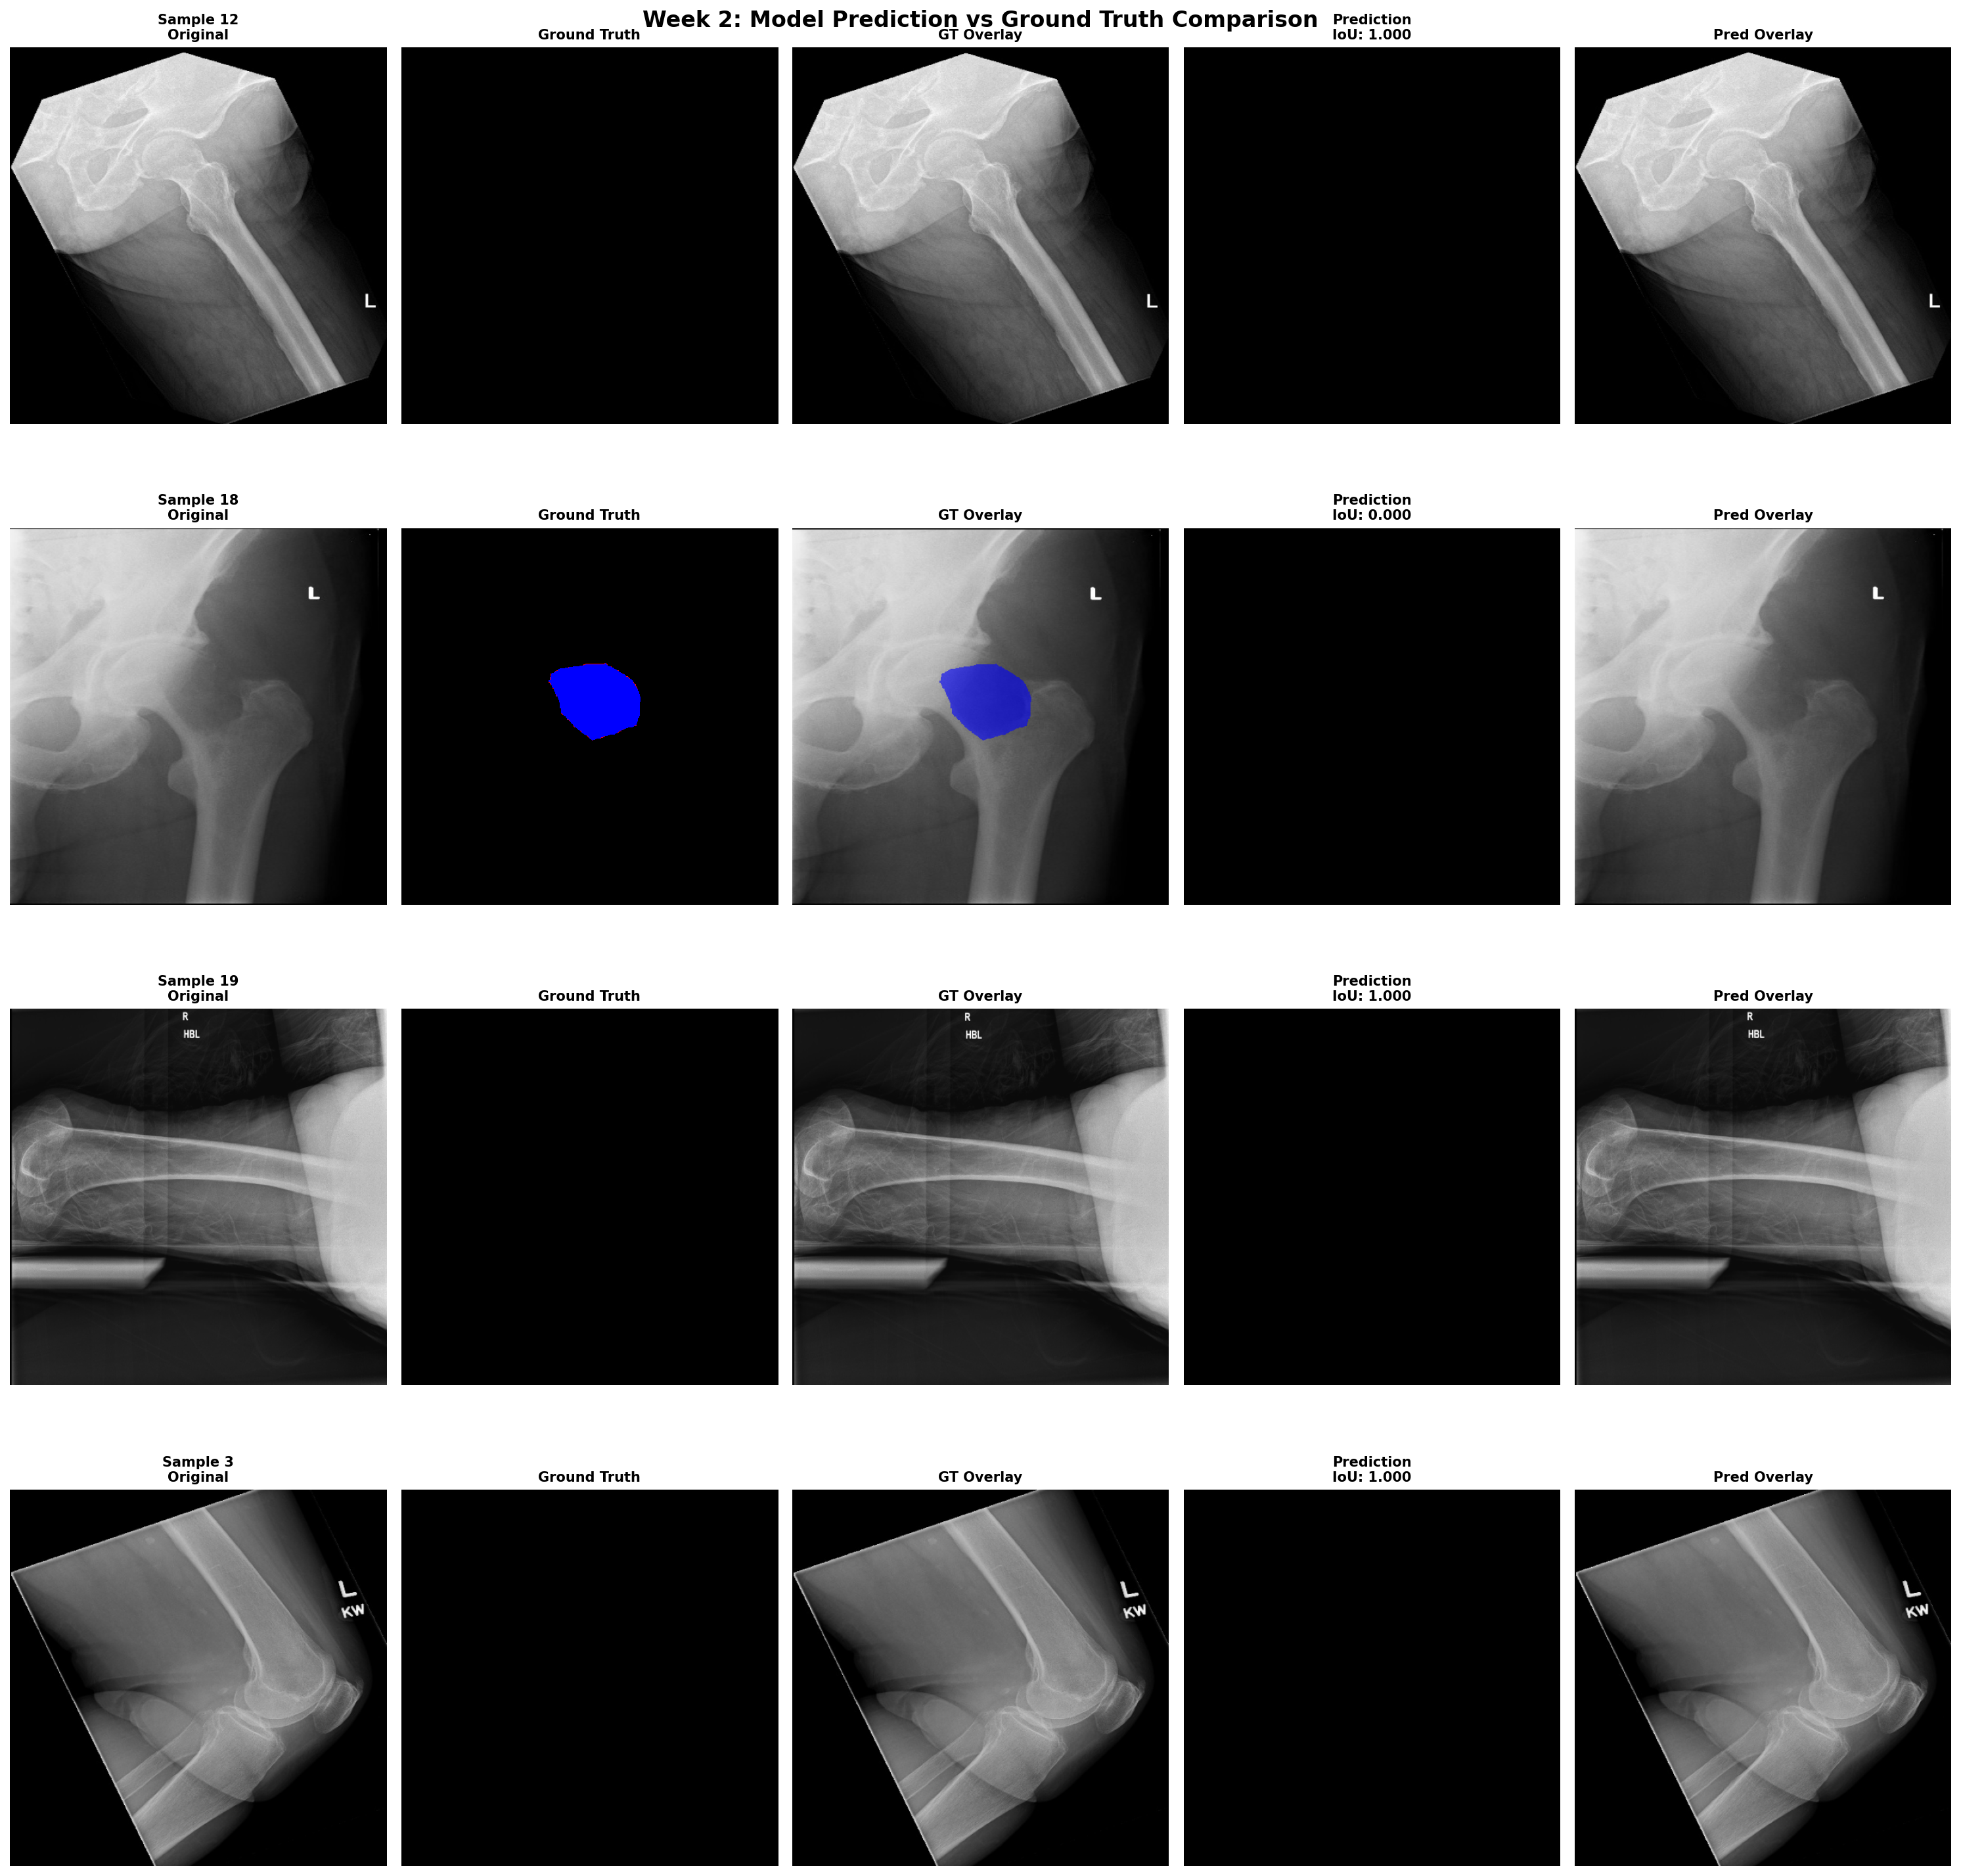 Week 2: Model Prediction vs Ground Truth Comparison
Sample 12
Original
Ground Truth
GT Overlay
Prediction
IoU: 1.000
Pred Overlay
L
L
L
Sample 18
Original
Ground Truth
GT Overlay
Prediction
IoU: 0.000
Pred Overlay
L
L
L
Sample 19
Original
Ground Truth
GT Overlay
Prediction
IoU: 1.000
Pred Overlay
R
HBL
R
HBL
R
HBL
Sample 3
Original
Ground Truth
GT Overlay
Prediction
IoU: 1.000
Pred Overlay
L
KW
L
KW
L
KW